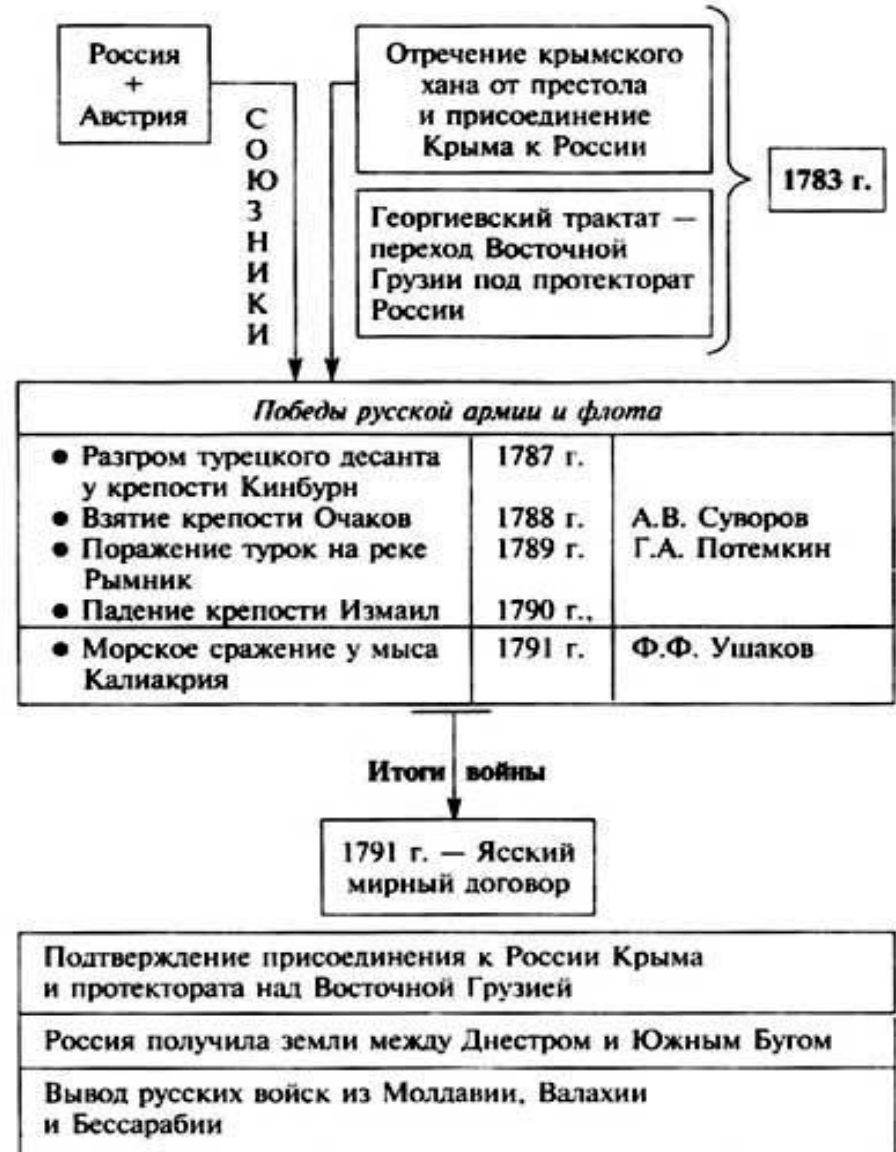 Россия
+
Австрия
СОЮЗНИКИ
Отречение крымского
хана от престола
и присоединение
Крыма к России
Георгиевский трактат —
переход Восточной
Грузии под протекторат
России
1783 г.
Победы русской армии и флота
• Разгром турецкого десанта 1787 г.
у крепости Кинбурн
• Взятие крепости Очаков 1788 г. А.В. Суворов
• Поражение турок на реке 1789 г. Г.А. Потемкин
Рымник
• Падение крепости Измаил 1790 г.,
• Морское сражение у мыса 1791 г. Ф.Ф. Ушаков
Калиакрия
Итоги войны
1791 г. — Ясский
мирный договор
Подтверждение присоединения к России Крыма
и протектората над Восточной Грузией
Россия получила земли между Днестром и Южным Бугом
Вывод русских войск из Молдавии, Валахии
и Бессарабии